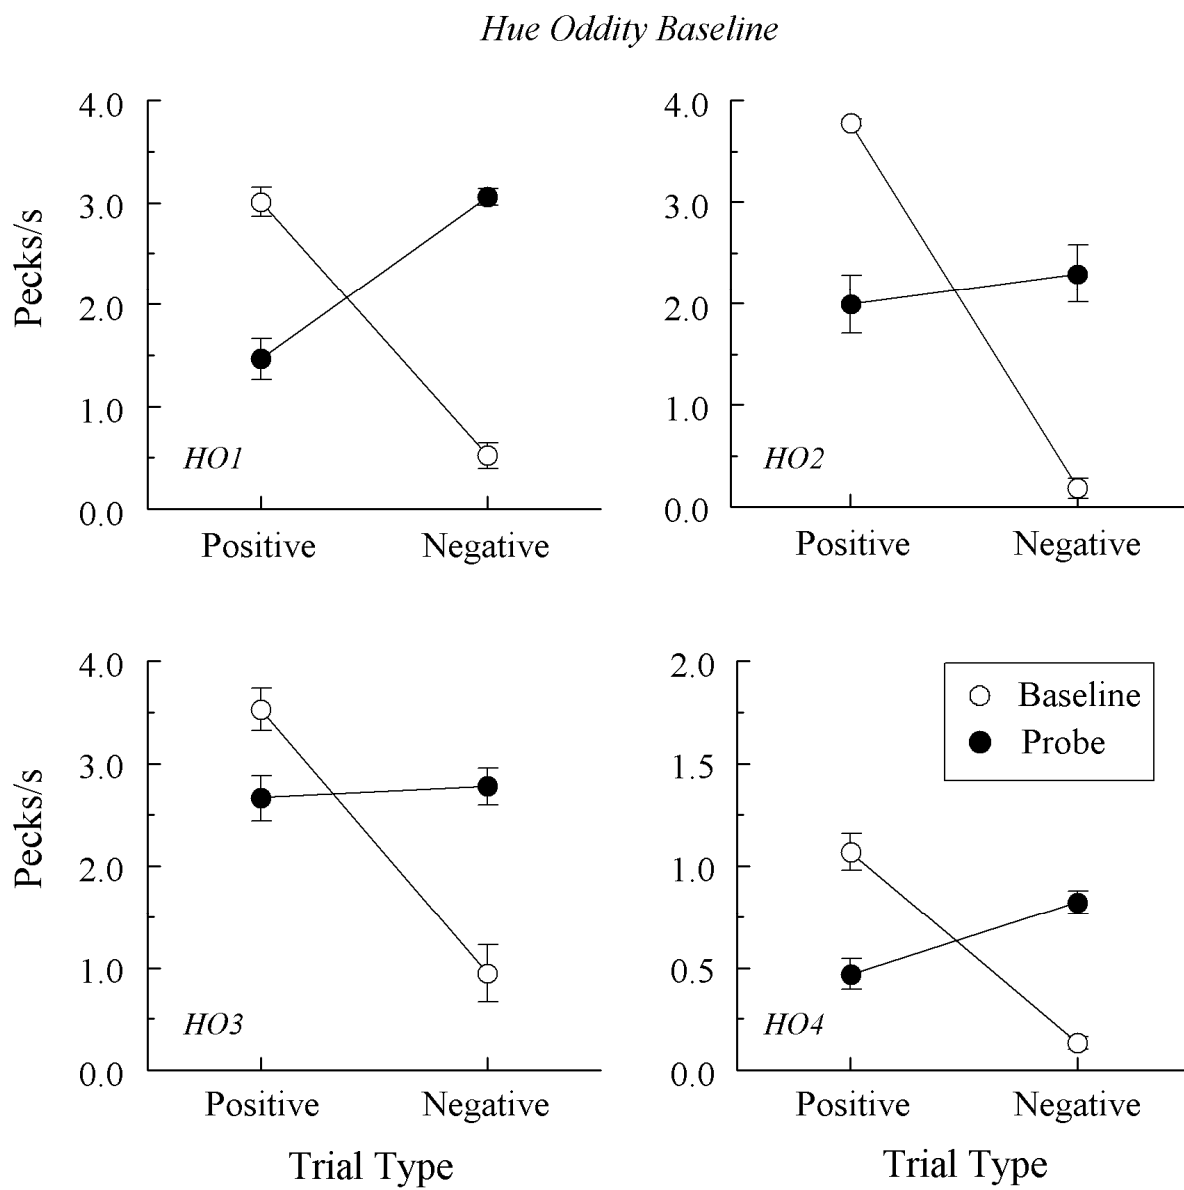 Hue Oddity Baseline
4.0
3.0
2.0
1.0
0.0
Pecks/s
HO1
Positive Negative
4.0
3.0
2.0
1.0
0.0
HO2
Positive Negative
4.0
3.0
2.0
1.0
0.0
Pecks/s
HO3
Positive Negative
Trial Type
2.0
1.5
1.0
0.5
0.0
Baseline
Probe
HO4
Positive Negative
Trial Type